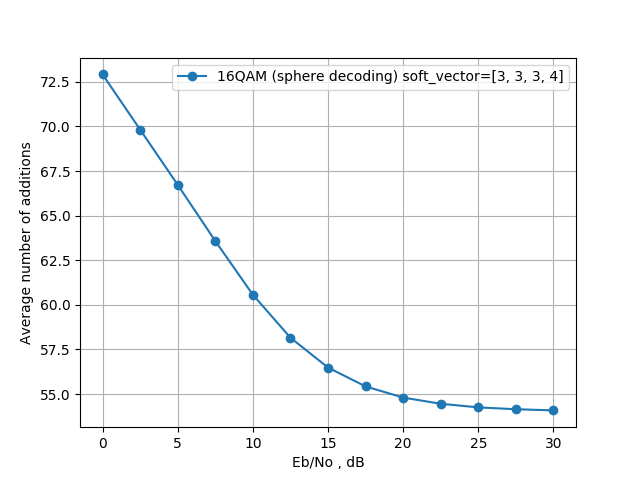 16QAM (sphere decoding) soft_vector=[3, 3, 3, 4]
72.5
70.0
67.5
65.0
62.5
60.0
57.5
55.0
Average number of additions
0 5 10 15 20 25 30
Eb/No , dB